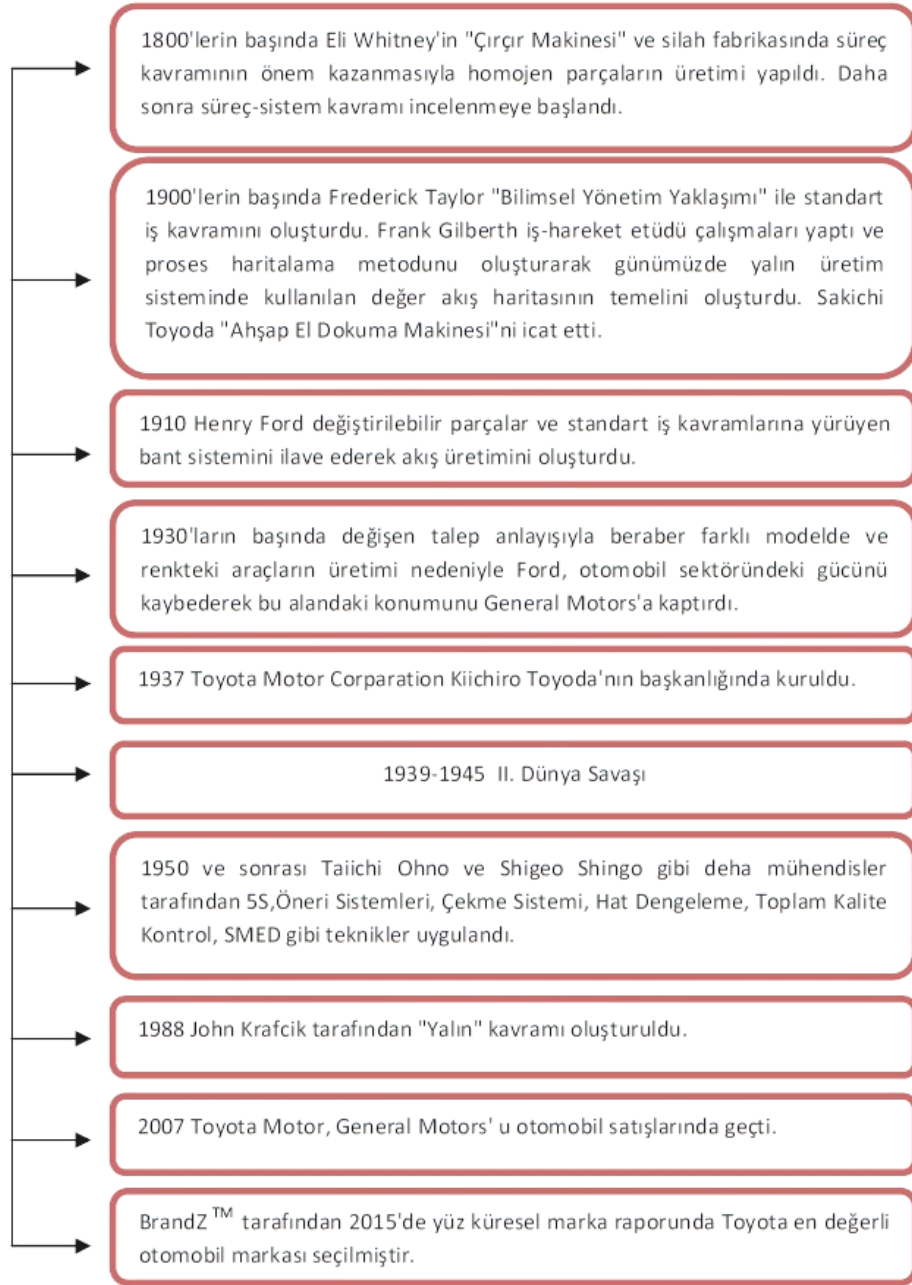 1800'lerin başında Eli Whitney'in "Çırçır Makinesi" ve silah fabrikasında süreç
kavramının önem kazanmasıyla homojen parçaların üretimi yapıldı. Daha
sonra süreç-sistem kavramı incelenmeye başlandı.
1900'lerin başında Frederick Taylor "Bilimsel Yönetim Yaklaşımı" ile standart
iş kavramını oluşturdu. Frank Gilberth iş-hareket etüdü çalışmaları yaptı ve
proses haritalama metodunu oluşturarak günümüzde yalın üretim
sisteminde kullanılan değer akış haritasının temelini oluşturdu. Sakichi
Toyoda "Ahşap El Dokuma Makinesi"ni icat etti.
1910 Henry Ford değiştirilebilir parçalar ve standart iş kavramlarına yürüyen
bant sistemini ilave ederek akış üretimini oluşturdu.
1930'ların başında değişen talep anlayışıyla beraber farklı modelde ve
renkteki araçların üretimi nedeniyle Ford, otomobil sektöründeki gücünü
kaybederek bu alandaki konumunu General Motors'a kaptırdı.
1937 Toyota Motor Corparation Kiichiro Toyoda'nın başkanlığında kuruldu.
1939-1945 II. Dünya Savaşı
1950 ve sonrası Taiichi Ohno ve Shigeo Shingo gibi deha mühendisler
tarafından 5S,Öneri Sistemleri, Çekme Sistemi, Hat Dengeleme, Toplam Kalite
Kontrol, SMED gibi teknikler uygulandı.
1988 John Krafcik tarafından "Yalın" kavramı oluşturuldu.
2007 Toyota Motor, General Motors' u otomobil satışlarında geçti.
BrandZ™ tarafından 2015'de yüz küresel marka raporunda Toyota en değerli
otomobil markası seçilmiştir.